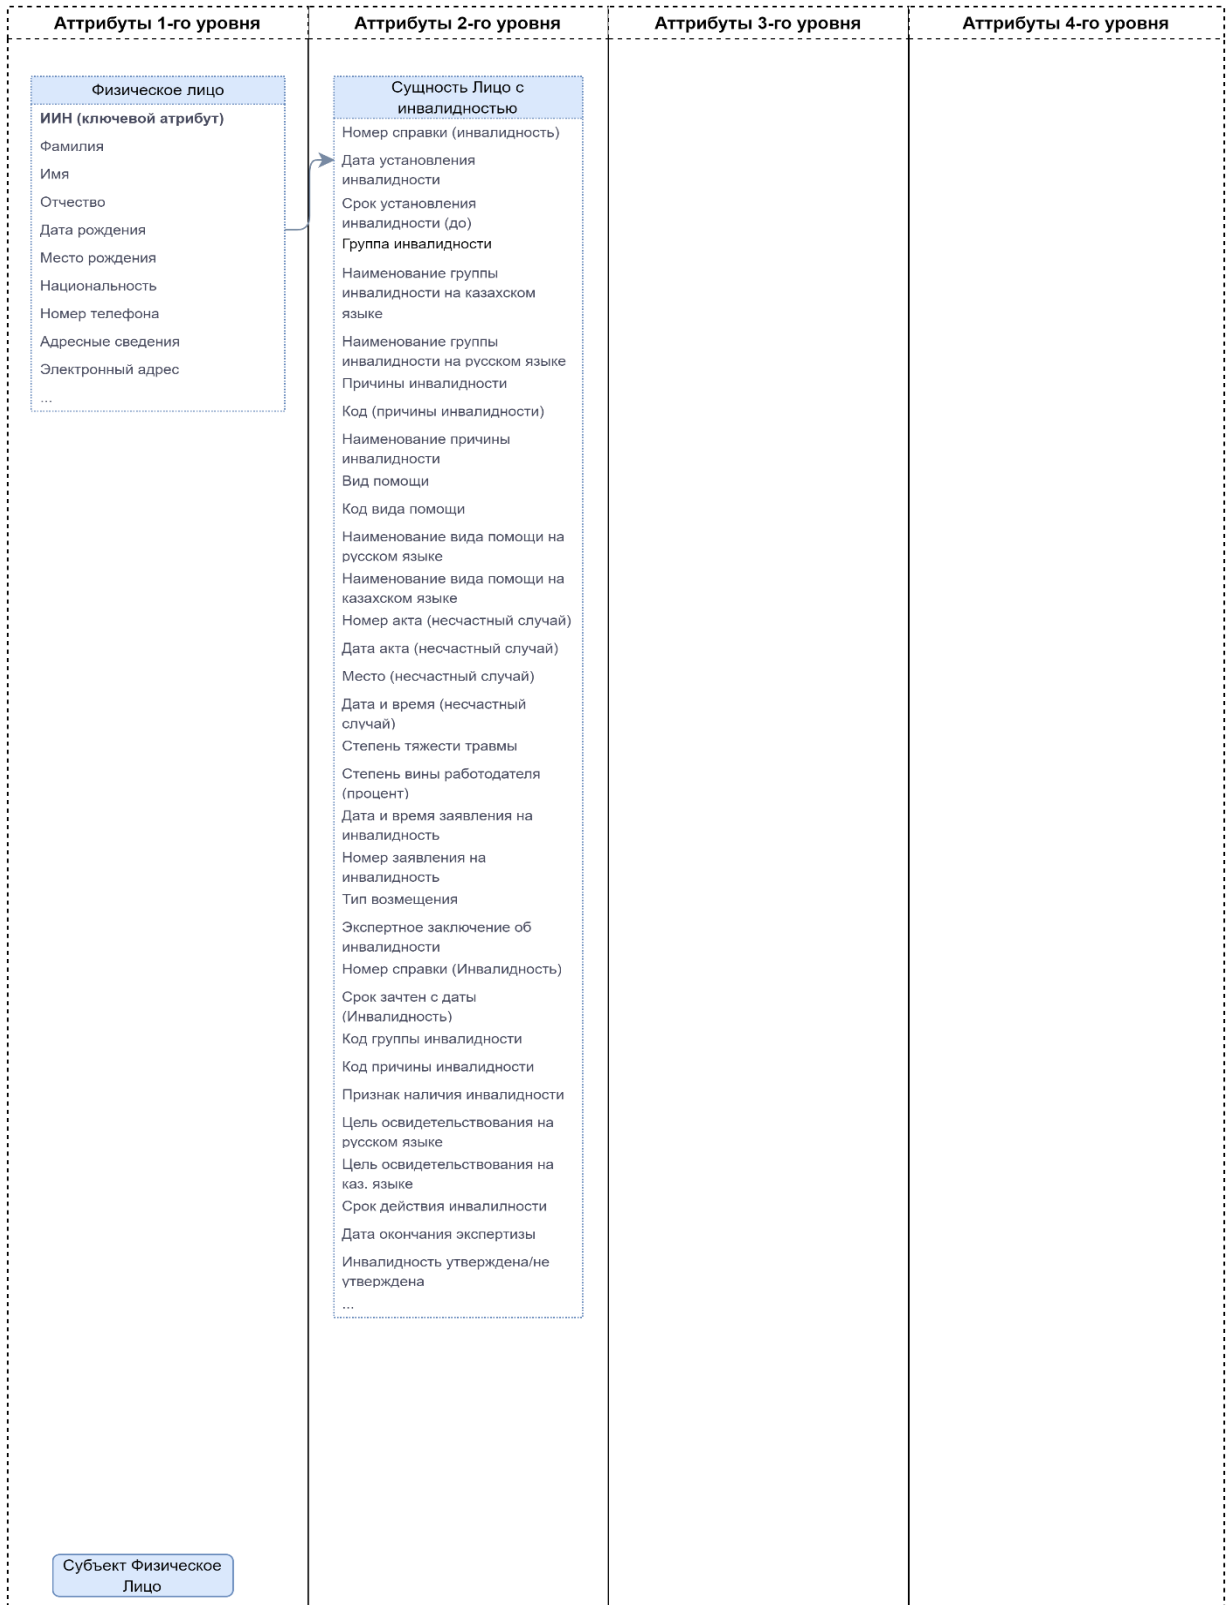 Аттрибуты 1-го уровня
Аттрибуты 2-го уровня
Аттрибуты 3-го уровня
Аттрибуты 4-го уровня
Физическое лицо
ИИН (ключевой атрибут)
Фамилия
Имя
Отчество
Дата рождения
Место рождения
Национальность
Номер телефона
Адресные сведения
Электронный адрес
...
Сущность Лицо с
инвалидностью
Номер справки (инвалидность)
Дата установления
инвалидности
Срок установления
инвалидности (до)
Группа инвалидности
Наименование группы
инвалидности на казахском
языке
Наименование группы
инвалидности на русском языке
Причины инвалидности
Код (причины инвалидности)
Наименование причины
инвалидности
Вид помощи
Код вида помощи
Наименование вида помощи на
русском языке
Наименование вида помощи на
казахском языке
Номер акта (несчастный случай)
Дата акта (несчастный случай)
Место (несчастный случай)
Дата и время (несчастный
случай)
Степень тяжести травмы
Степень вины работодателя
(процент)
Дата и время заявления на
инвалидность
Номер заявления на
инвалидность
Тип возмещения
Экспертное заключение об
инвалидности
Номер справки (Инвалидность)
Срок зачтен с даты
(Инвалидность)
Код группы инвалидности
Код причины инвалидности
Признак наличия инвалидности
Цель освидетельствования на
русском языке
Цель освидетельствования на
каз. языке
Срок действия инвалилности
Дата окончания экспертизы
Инвалидность утверждена/не
утверждена
...
Субъект Физическое
Лицо